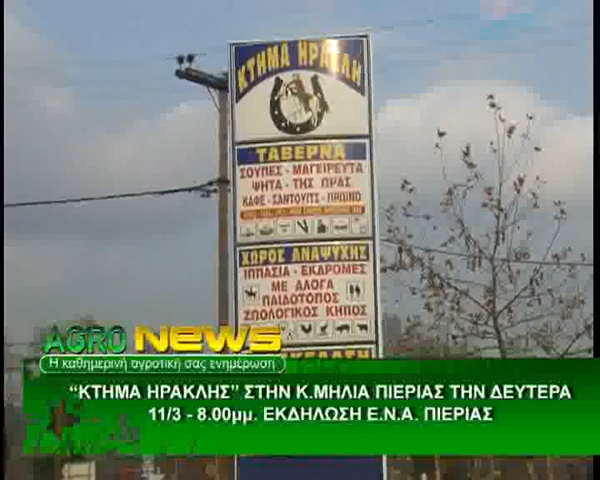 ΚΤΗΜΑ ΗΡΑΚΛΗ
ΤΑΒΕΡΝΑ
ΣΟΥΠΕΣ - ΜΑΓΕΙΡΕΥΤΑ
ΨΗΤΑ - ΤΗΣ ΩΡΑΣ
ΚΑΦΕ - ΣΑΝΤΟΥΙΤΣ - ΠΡΩΙΝΟ
ΧΩΡΟΣ ΑΝΑΨΥΧΗΣ
ΙΠΠΑΣΙΑ - ΕΚΔΡΟΜΕΣ
ΜΕ ΑΛΟΓΑ
ΠΑΙΔΟΤΟΠΟΣ
ΖΩΟΛΟΓΙΚΟΣ ΚΗΠΟΣ
AGRO NEWS
Η καθημερινή αγροτική σας ενημέρωση
“ΚΤΗΜΑ ΗΡΑΚΛΗΣ” ΣΤΗΝ Κ.ΜΗΛΙΑ ΠΙΕΡΙΑΣ ΤΗΝ ΔΕΥΤΕΡΑ
11/3 - 8.00μμ. ΕΚΔΗΛΩΣΗ Ε.Ν.Α. ΠΙΕΡΙΑΣ